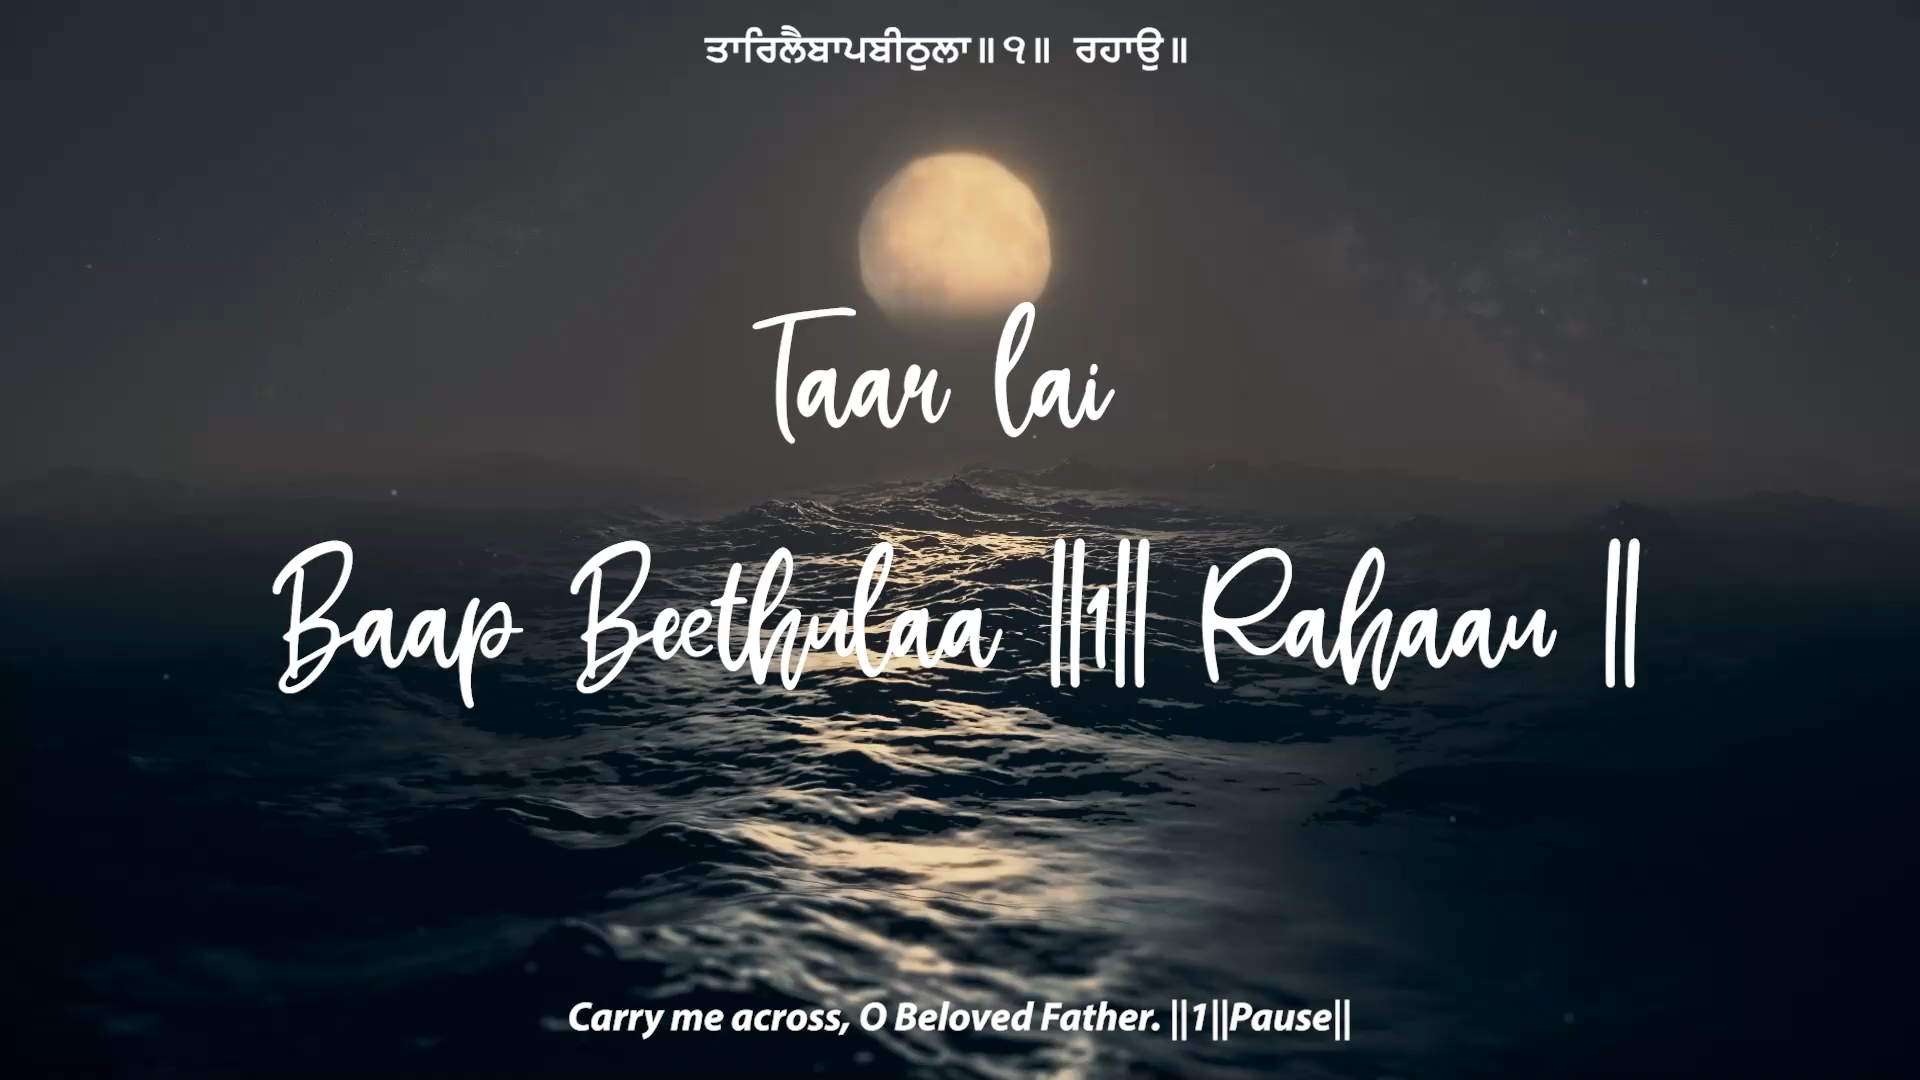 ਤਾਰਿਲੈਬਾਪਬੀਠੁਲਾ॥੧॥ ਰਹਾਉ॥
Taar lai
Baap Beethulaa ||1|| Rahaau ||
Carry me across, O Beloved Father. ||1||Pause||